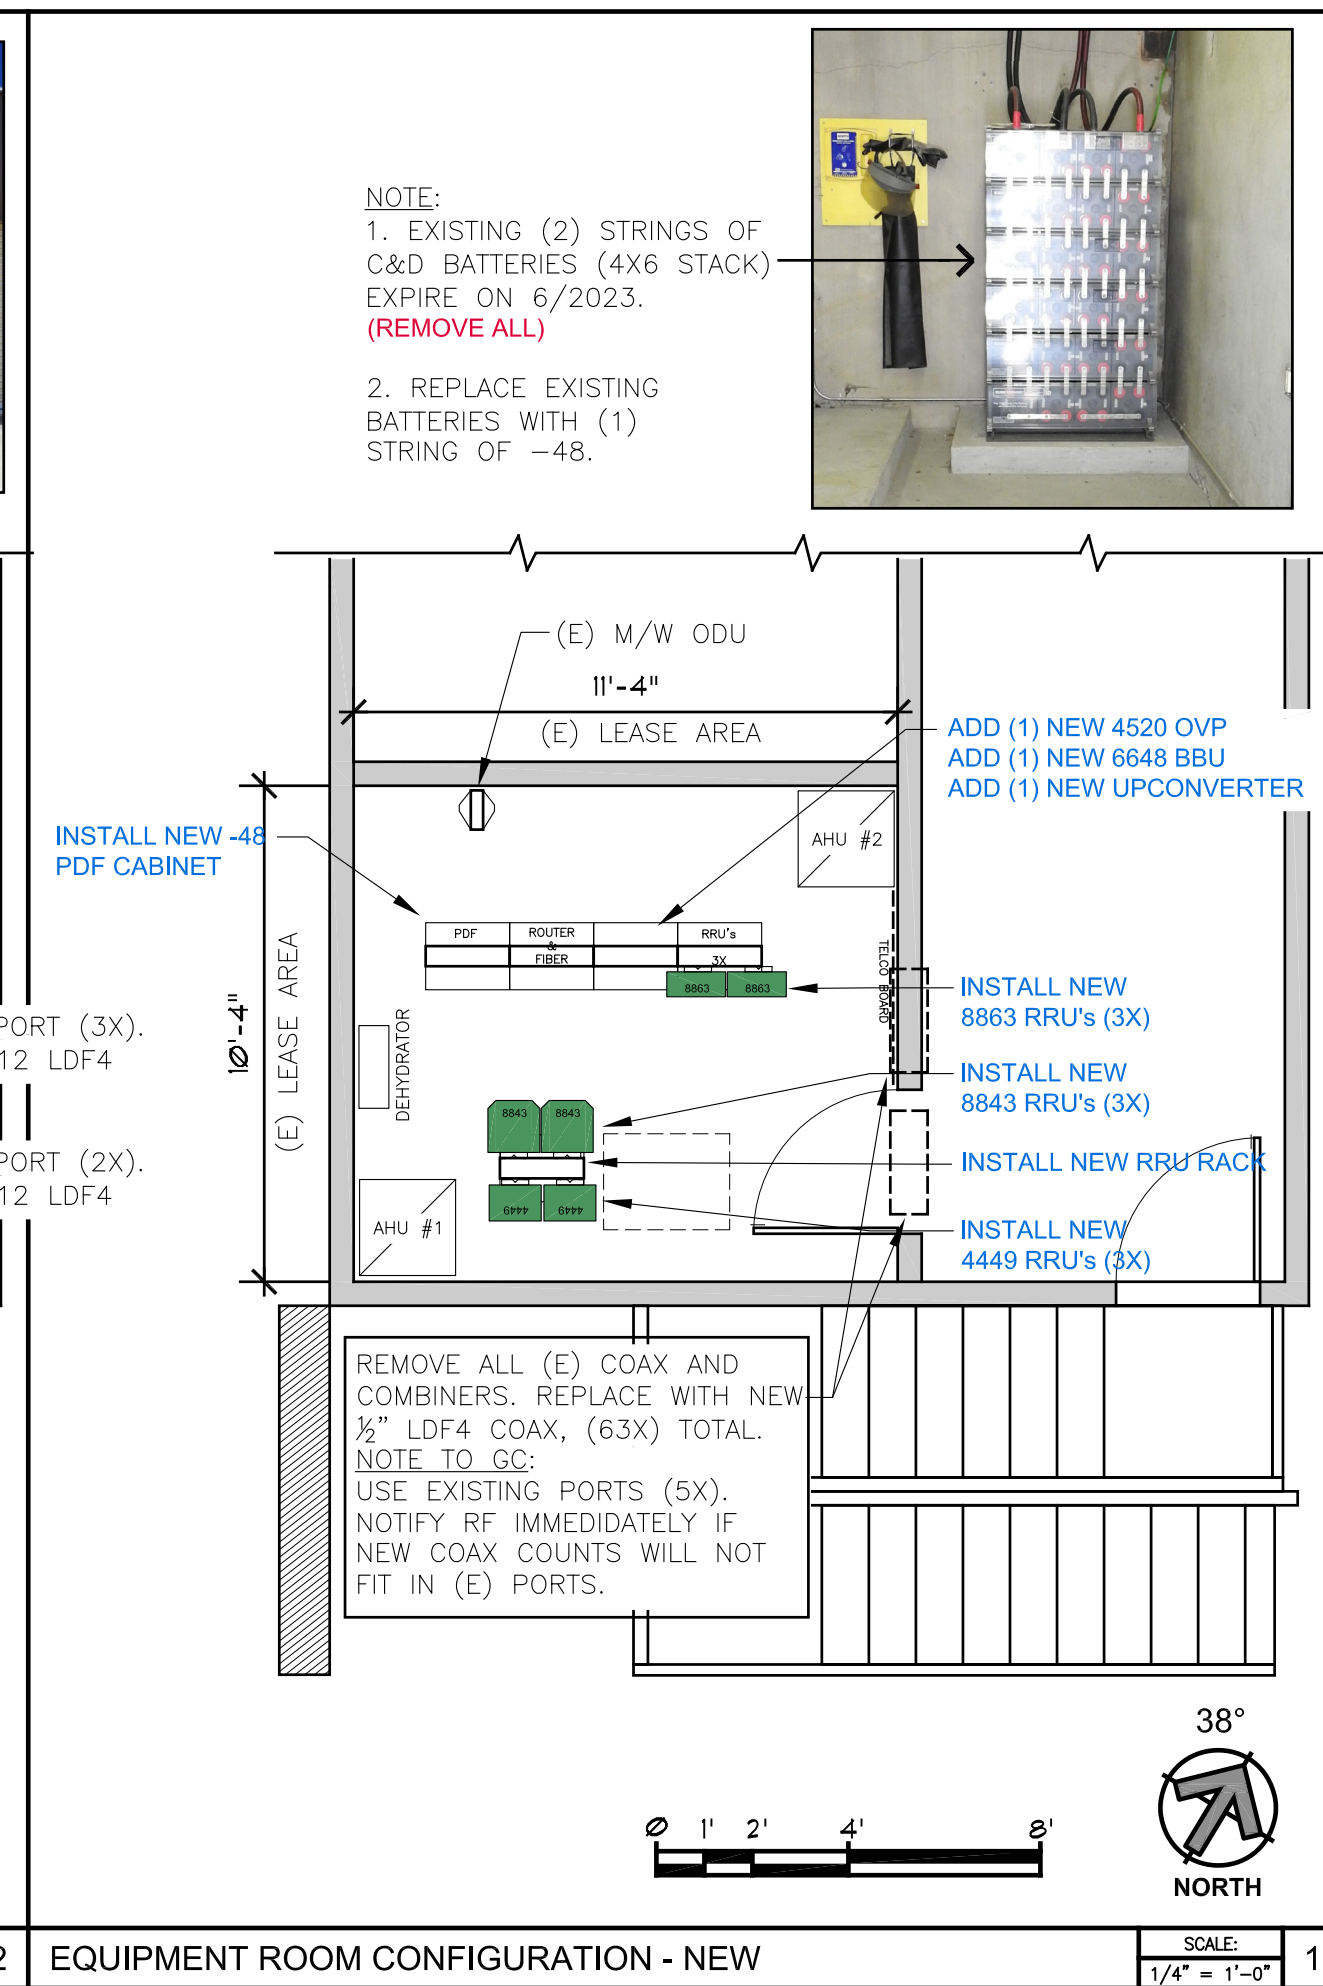 NOTE:
1. EXISTING (2) STRINGS OF
C&D BATTERIES (4X6 STACK)
EXPIRE ON 6/2023.
(REMOVE ALL)
2. REPLACE EXISTING
BATTERIES WITH (1)
STRING OF -48.
(E) M/W ODU
11'-4"
(E) LEASE AREA
ADD (1) NEW 4520 OVP
ADD (1) NEW 6648 BBU
ADD (1) NEW UPCONVERTER
INSTALL NEW -48
PDF CABINET
AHU #2
PDF
ROUTER
&
FIBER
RRU's
3X
8863
8863
TELCO BOARD
10'-4"
(E) LEASE AREA
DEHYDRATOR
INSTALL NEW
8863 RRU's (3X)
PORT (3X).
12 LDF4
INSTALL NEW
8843 RRU's (3X)
8843
8843
PORT (2X).
12 LDF4
INSTALL NEW RRU RACK
4449
4449
AHU #1
INSTALL NEW
4449 RRU's (3X)
REMOVE ALL (E) COAX AND
COMBINERS. REPLACE WITH NEW
½" LDF4 COAX, (63X) TOTAL.
NOTE TO GC:
USE EXISTING PORTS (5X).
NOTIFY RF IMMEDIDATELY IF
NEW COAX COUNTS WILL NOT
FIT IN (E) PORTS.
38°
NORTH
0 1' 2' 4' 8'
2
EQUIPMENT ROOM CONFIGURATION - NEW
SCALE:
1/4" = 1'-0"
1